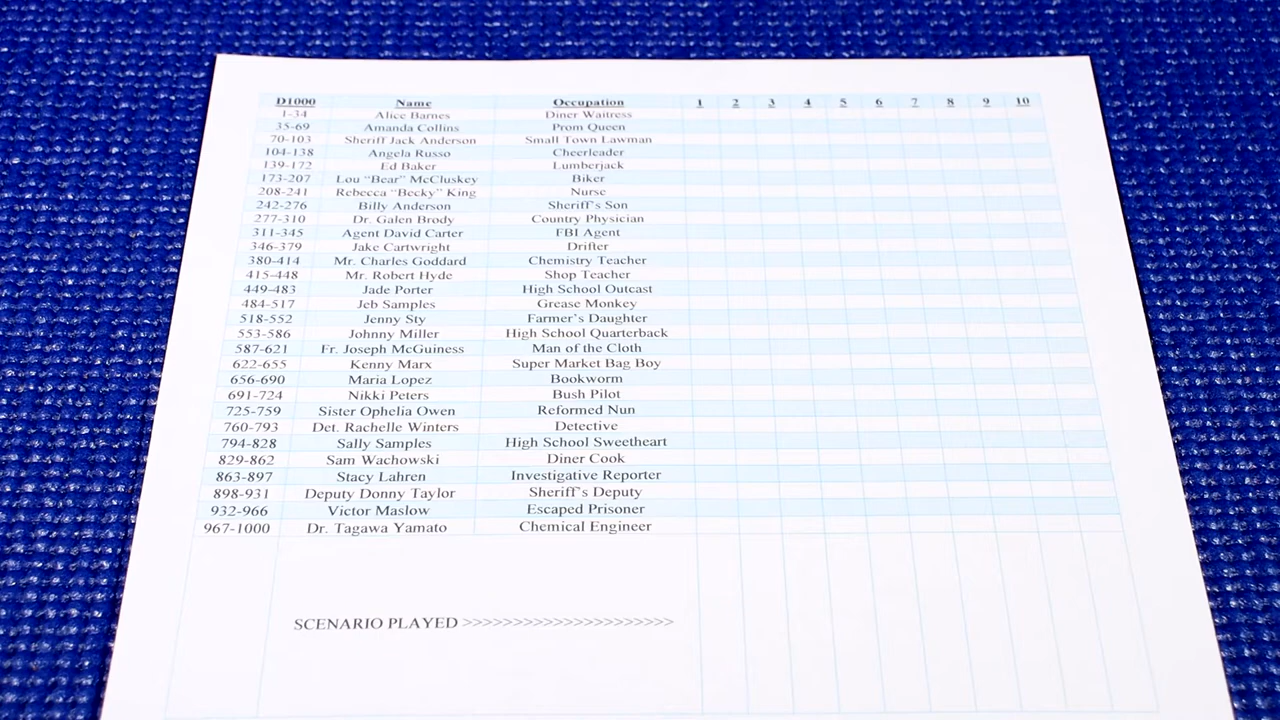 D1000 Name Occupation 1 2 3 4 5 6 7 8 9 10
1-34 Alice Barnes Diner Waitress
35-69 Amanda Collins Prom Queen
70-103 Sheriff Jack Anderson Small Town Lawman
104-138 Angela Russo Cheerleader
139-172 Ed Baker Lumberjack
173-207 Lou “Bear” McCluskey Biker
208-241 Rebecca “Becky” King Nurse
242-276 Billy Anderson Sheriff’s Son
277-310 Dr. Galen Brody Country Physician
311-345 Agent David Carter FBI Agent
346-379 Jake Cartwright Drifter
380-414 Mr. Charles Goddard Chemistry Teacher
415-448 Mr. Robert Hyde Shop Teacher
449-483 Jade Porter High School Outcast
484-517 Jeb Samples Grease Monkey
518-552 Jenny Sty Farmer’s Daughter
553-586 Johnny Miller High School Quarterback
587-621 Fr. Joseph McGuiness Man of the Cloth
622-655 Kenny Marx Super Market Bag Boy
656-690 Maria Lopez Bookworm
691-724 Nikki Peters Bush Pilot
725-759 Sister Ophelia Owen Reformed Nun
760-793 Det. Rachelle Winters Detective
794-828 Sally Samples High School Sweetheart
829-862 Sam Wachowski Diner Cook
863-897 Stacy Lahren Investigative Reporter
898-931 Deputy Donny Taylor Sheriff’s Deputy
932-966 Victor Maslow Escaped Prisoner
967-1000 Dr. Tagawa Yamato Chemical Engineer
SCENARIO PLAYED >>>>>>>>>>>>>>>>>>>>>